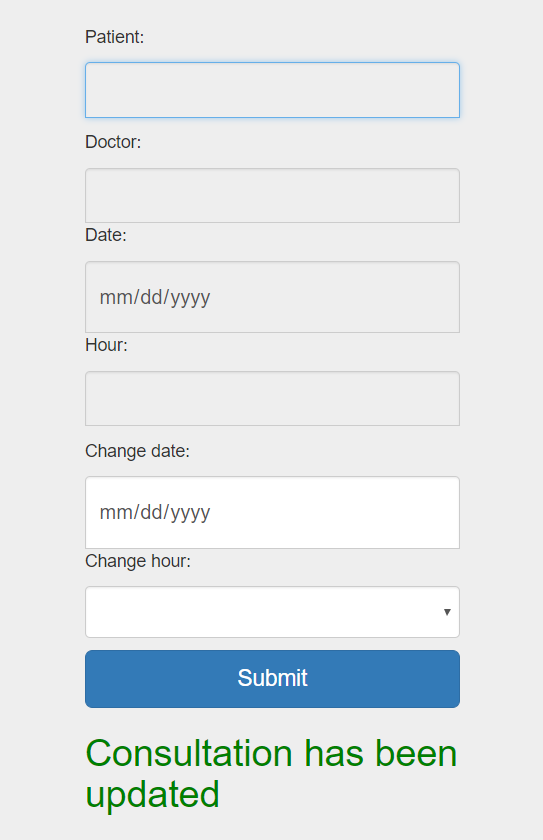 Patient:
Doctor:
Date:
mm/dd/yyyy
Hour:
Change date:
mm/dd/yyyy
Change hour:
Submit
Consultation has been
updated